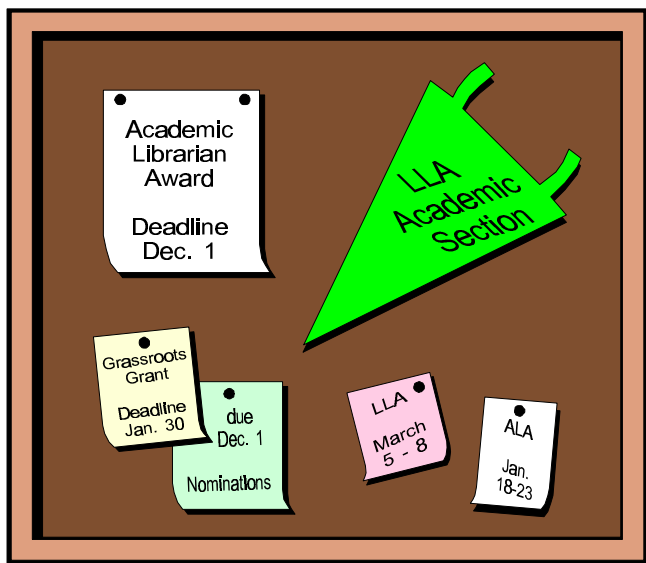 Academic
Librarian
Award
Deadline
Dec. 1
LLA
Academic
Section
Grassroots
Grant
Deadline
Jan. 30
due
Dec. 1
Nominations
LLA
March
5 - 8
ALA
Jan.
18-23